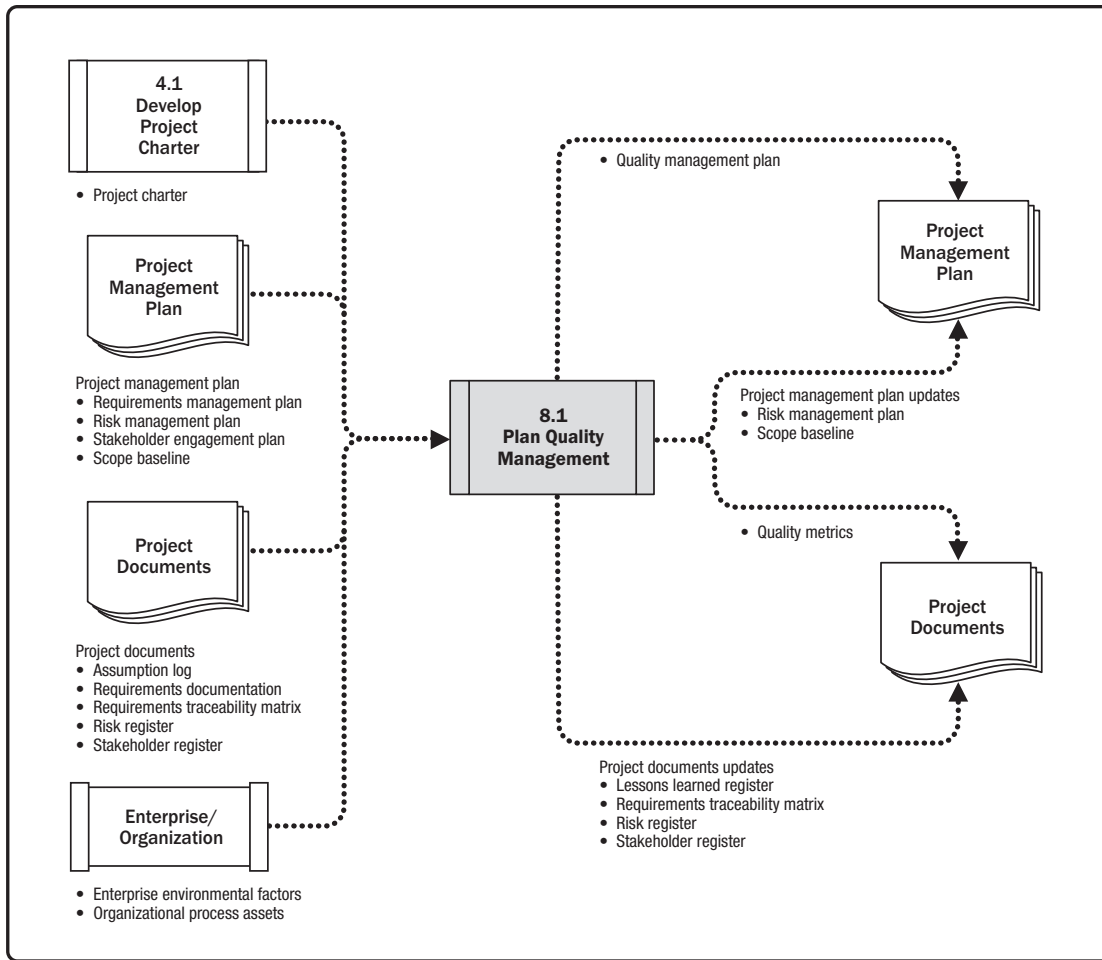 4.1
Develop
Project
Charter
• Project charter
Project
Management
Plan
Project management plan
• Requirements management plan
• Risk management plan
• Stakeholder engagement plan
• Scope baseline
Project
Documents
Project documents
• Assumption log
• Requirements documentation
• Requirements traceability matrix
• Risk register
• Stakeholder register
Enterprise/
Organization
• Enterprise environmental factors
• Organizational process assets
8.1
Plan Quality
Management
• Quality management plan
Project
Management
Plan
Project management plan updates
• Risk management plan
• Scope baseline
• Quality metrics
Project
Documents
Project documents updates
• Lessons learned register
• Requirements traceability matrix
• Risk register
• Stakeholder register